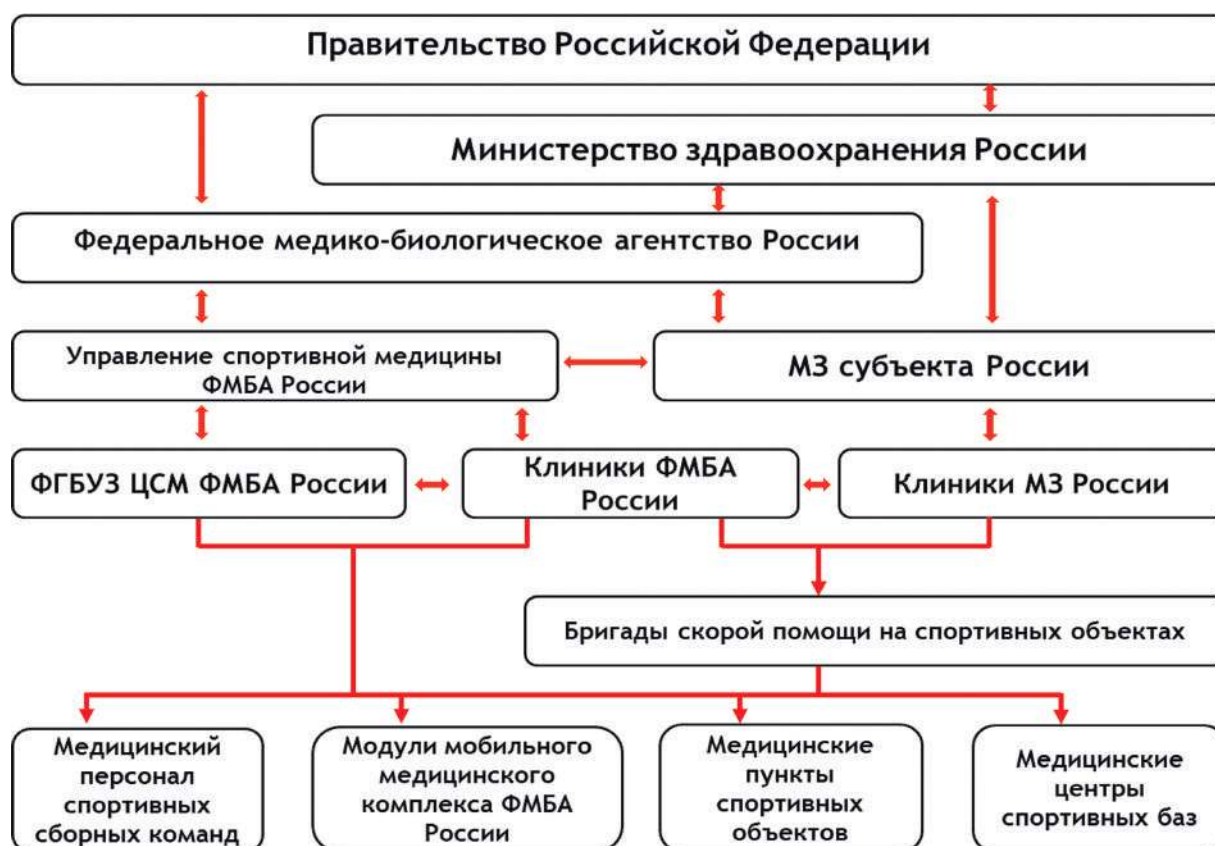 Правительство Российской Федерации
Министерство здравоохранения России
Федеральное медико-биологическое агентство России
Управление спортивной медицины
ФМБА России
МЗ субъекта России
ФГБУЗ ЦСМ ФМБА России
Клиники ФМБА
России
Клиники МЗ России
Бригады скорой помощи на спортивных объектах
Медицинский
персонал
спортивных
сборных команд
Модули мобильного
медицинского
комплекса ФМБА
России
Медицинские
пункты
спортивных
объектов
Медицинские
центры
спортивных баз